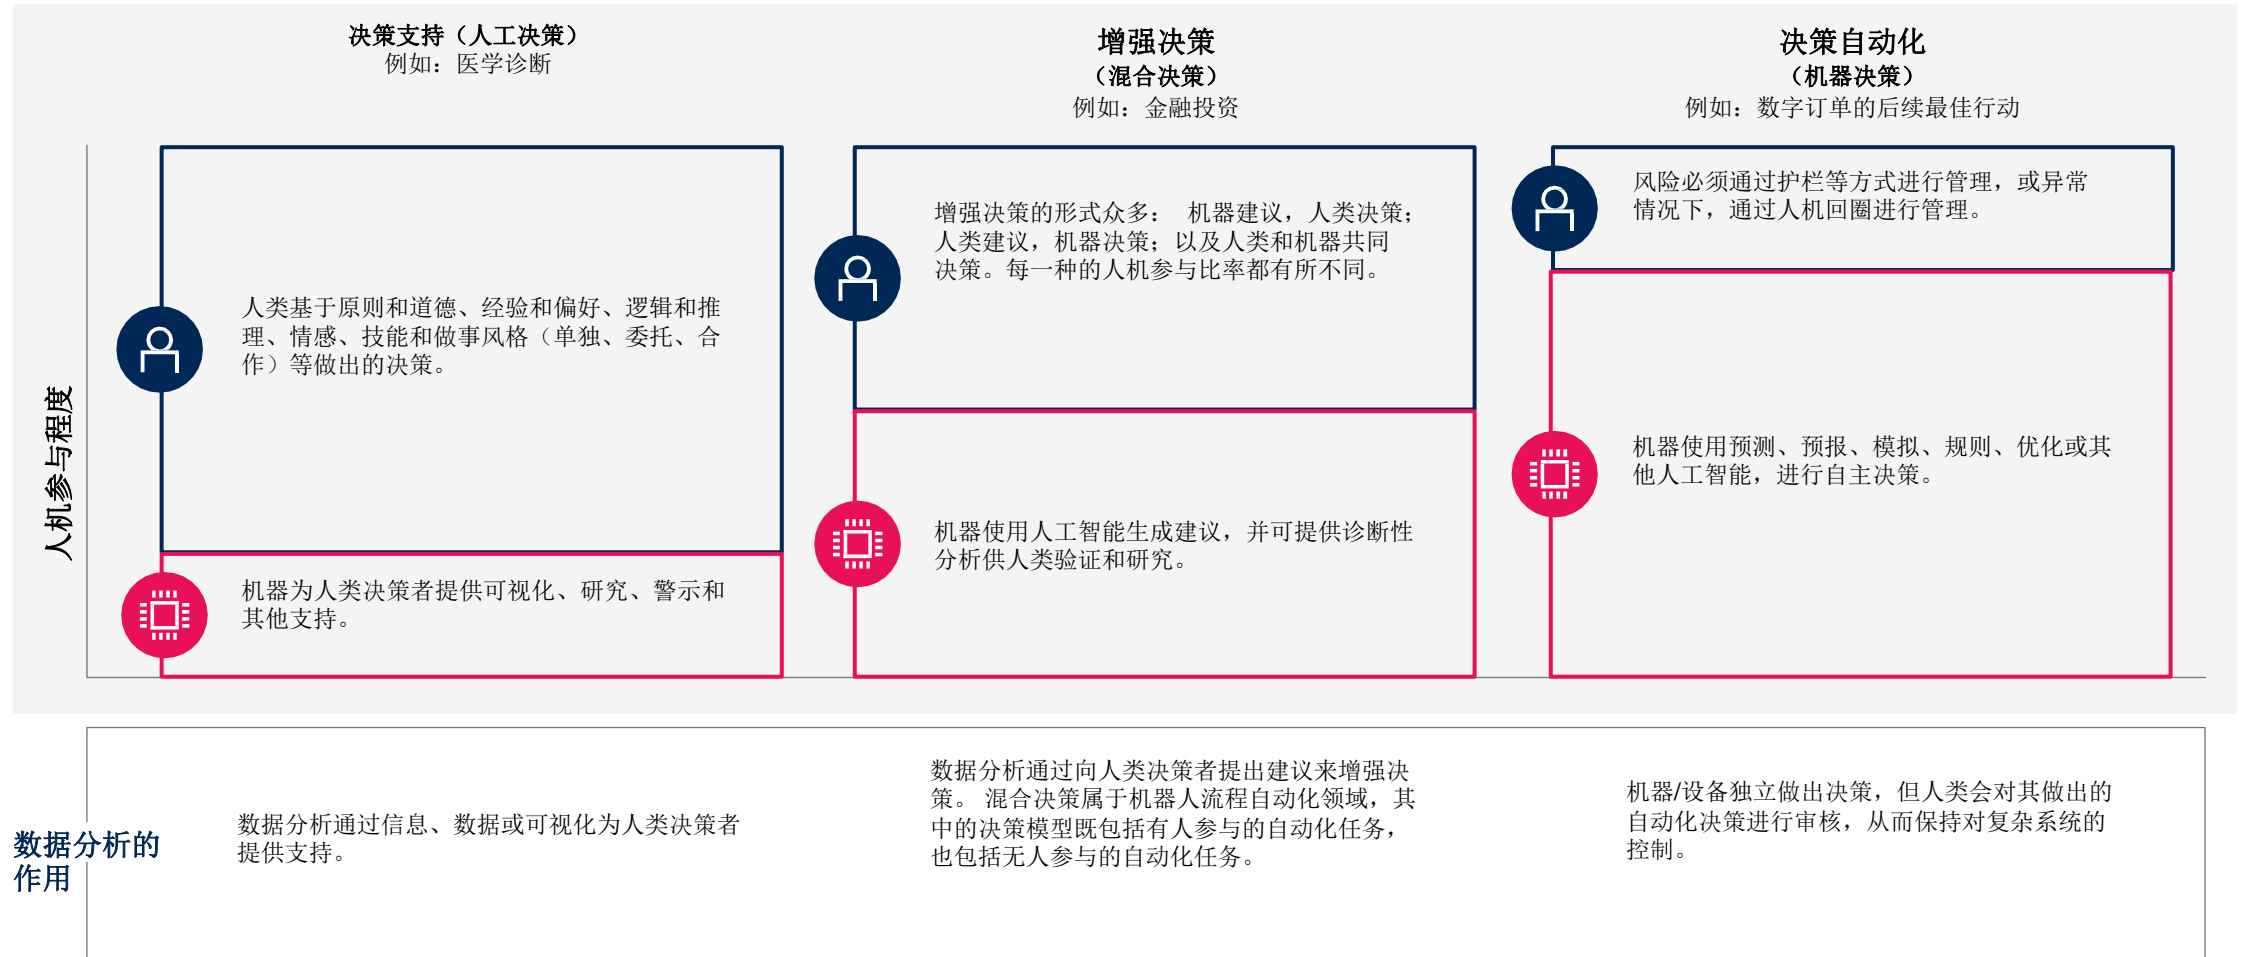 决策支持（人工决策）
例如：医学诊断
增强决策
（混合决策）
例如：金融投资
决策自动化
（机器决策）
例如：数字订单的后续最佳行动
人机参与程度
人类基于原则和道德、经验和偏好、逻辑和推
理、情感、技能和做事风格（单独、委托、合
作）等做出的决策。
机器为人类决策者提供可视化、研究、警示和
其他支持。
增强决策的形式众多： 机器建议，人类决策；
人类建议，机器决策；以及人类和机器共同
决策。每一种的人机参与比率都有所不同。
机器使用人工智能生成建议，并可提供诊断性
分析供人类验证和研究。
风险必须通过护栏等方式进行管理，或异常
情况下，通过人机回圈进行管理。
机器使用预测、预报、模拟、规则、优化或其
他人工智能，进行自主决策。
数据分析的
作用
数据分析通过信息、数据或可视化为人类决策者
提供支持。
数据分析通过向人类决策者提出建议来增强决
策。 混合决策属于机器人流程自动化领域，其
中的决策模型既包括有人参与的自动化任务，
也包括无人参与的自动化任务。
机器/设备独立做出决策，但人类会对其做出的
自动化决策进行审核，从而保持对复杂系统的
控制。